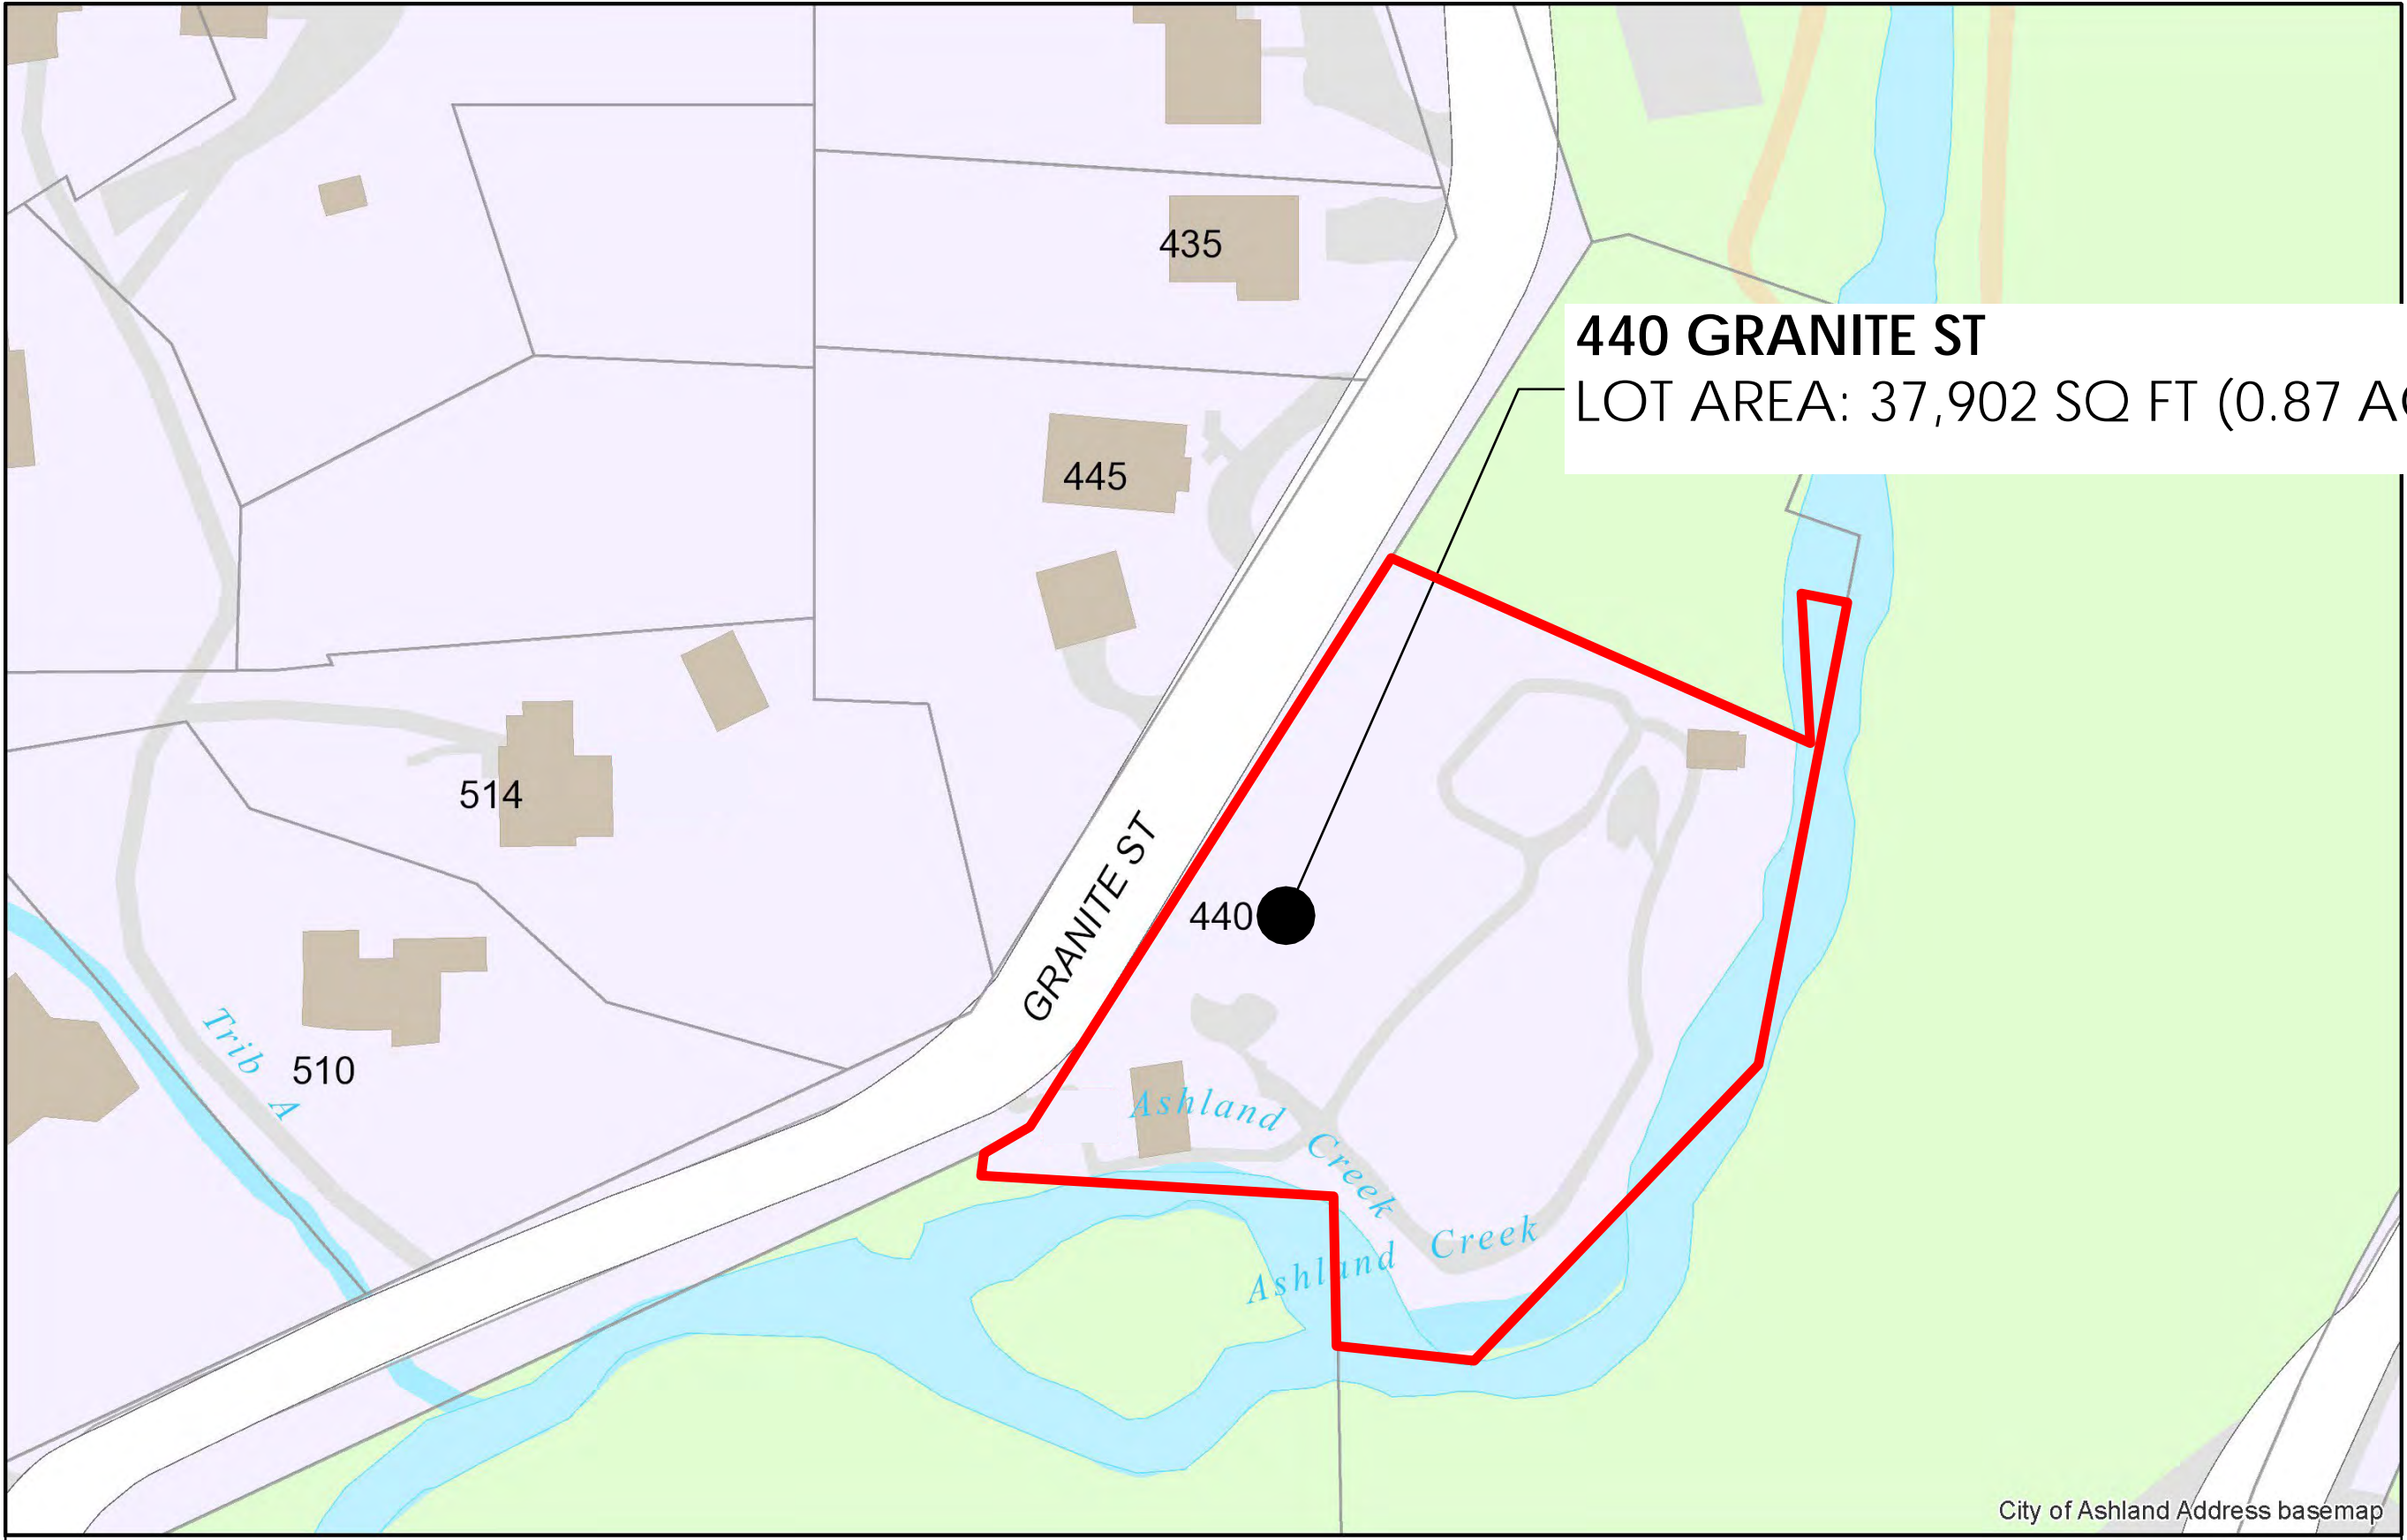 435
440 GRANITE ST
LOT AREA: 37,902 SQ FT (0.87 AC
445
514
GRANITE ST
440
Trib A
510
Ashland Creek
Ashland Creek
City of Ashland Address basemap